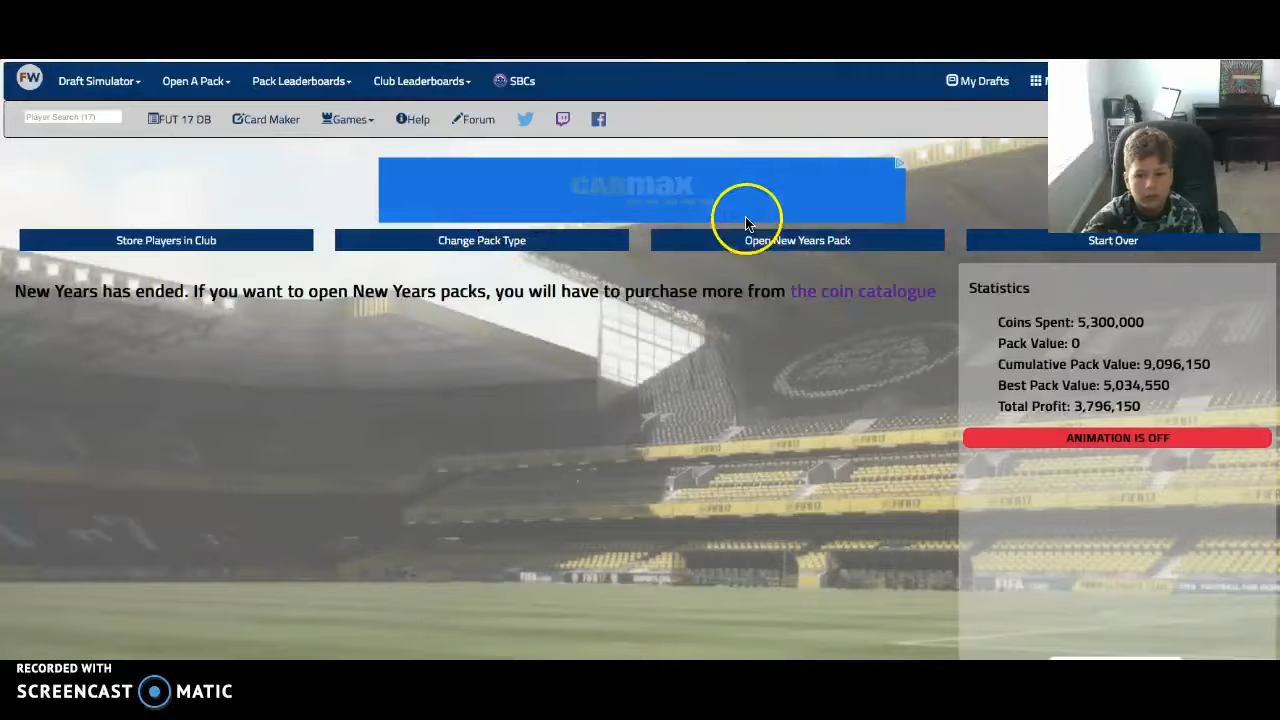 FW Draft Simulator Open A Pack Pack Leaderboards Club Leaderboards SBCs My Drafts
Player Search (17) FUT 17 DB Card Maker Games Help Forum
CARMAX
Store Players in Club Change Pack Type Open New Years Pack Start Over
New Years has ended. If you want to open New Years packs, you will have to purchase more from the coin catalogue
Statistics
Coins Spent: 5,300,000
Pack Value: 0
Cumulative Pack Value: 9,096,150
Best Pack Value: 5,034,550
Total Profit: 3,796,150
ANIMATION IS OFF
RECORDED WITH
SCREENCAST MATIC